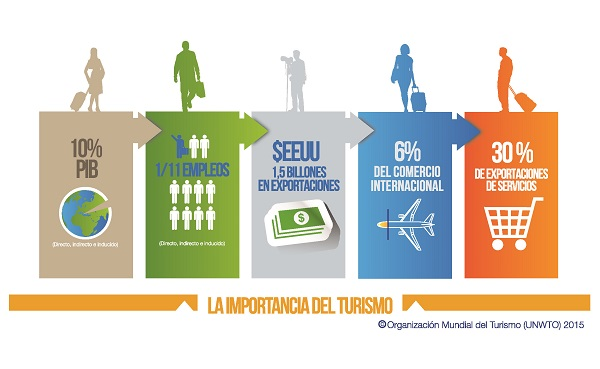 10%
PIB
(Directo, indirecto e inducido)
1/11 EMPLEOS
(Directo, indirecto e inducido)
$EEUU
1,5 BILLONES
EN EXPORTACIONES
$
6%
DEL COMERCIO
INTERNACIONAL
30 %
DE EXPORTACIONES
DE SERVICIOS
LA IMPORTANCIA DEL TURISMO
©Organización Mundial del Turismo (UNWTO) 2015